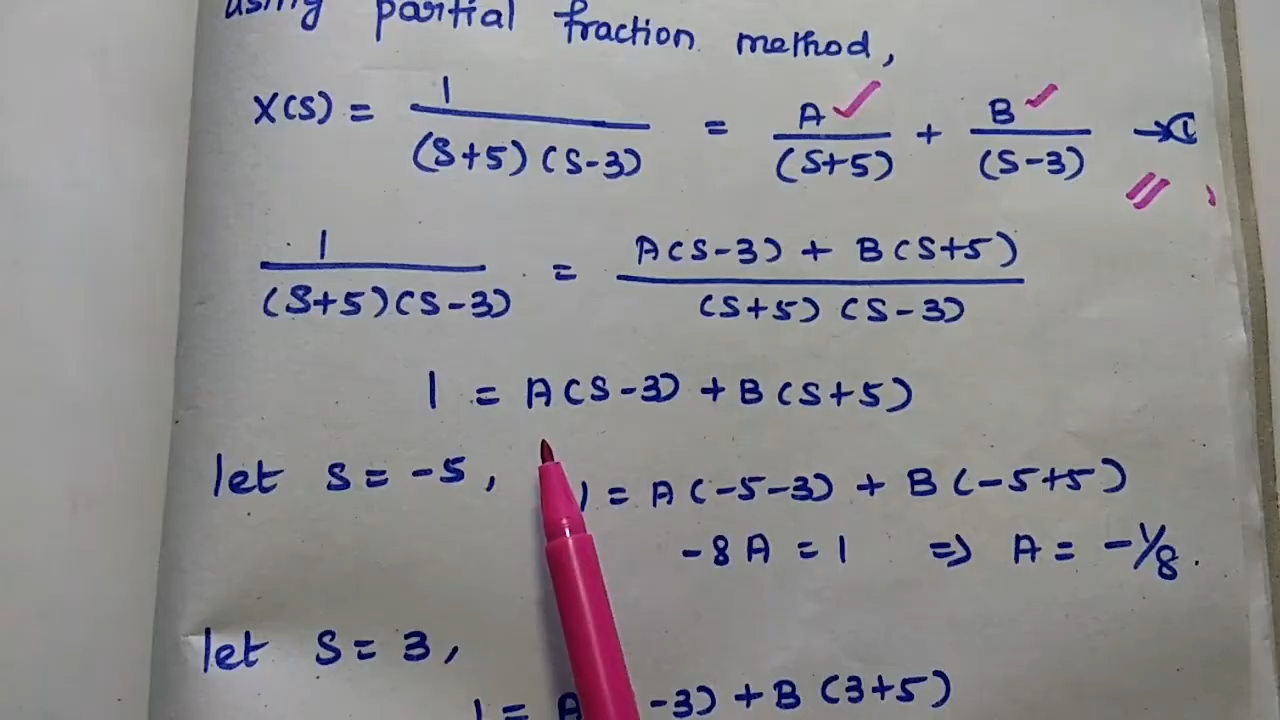 using partial fraction method,
X(S) = 1/((S+5)(S-3)) = A/(S+5) + B/(S-3) →
1/((S+5)(S-3)) = (A(S-3) + B(S+5))/((S+5)(S-3))
1 = A(S-3) + B(S+5)
let S = -5, 1 = A(-5-3) + B(-5+5)
-8A = 1 ⇒ A = -1/8.
let S = 3,
1 = A -3) + B(3+5)